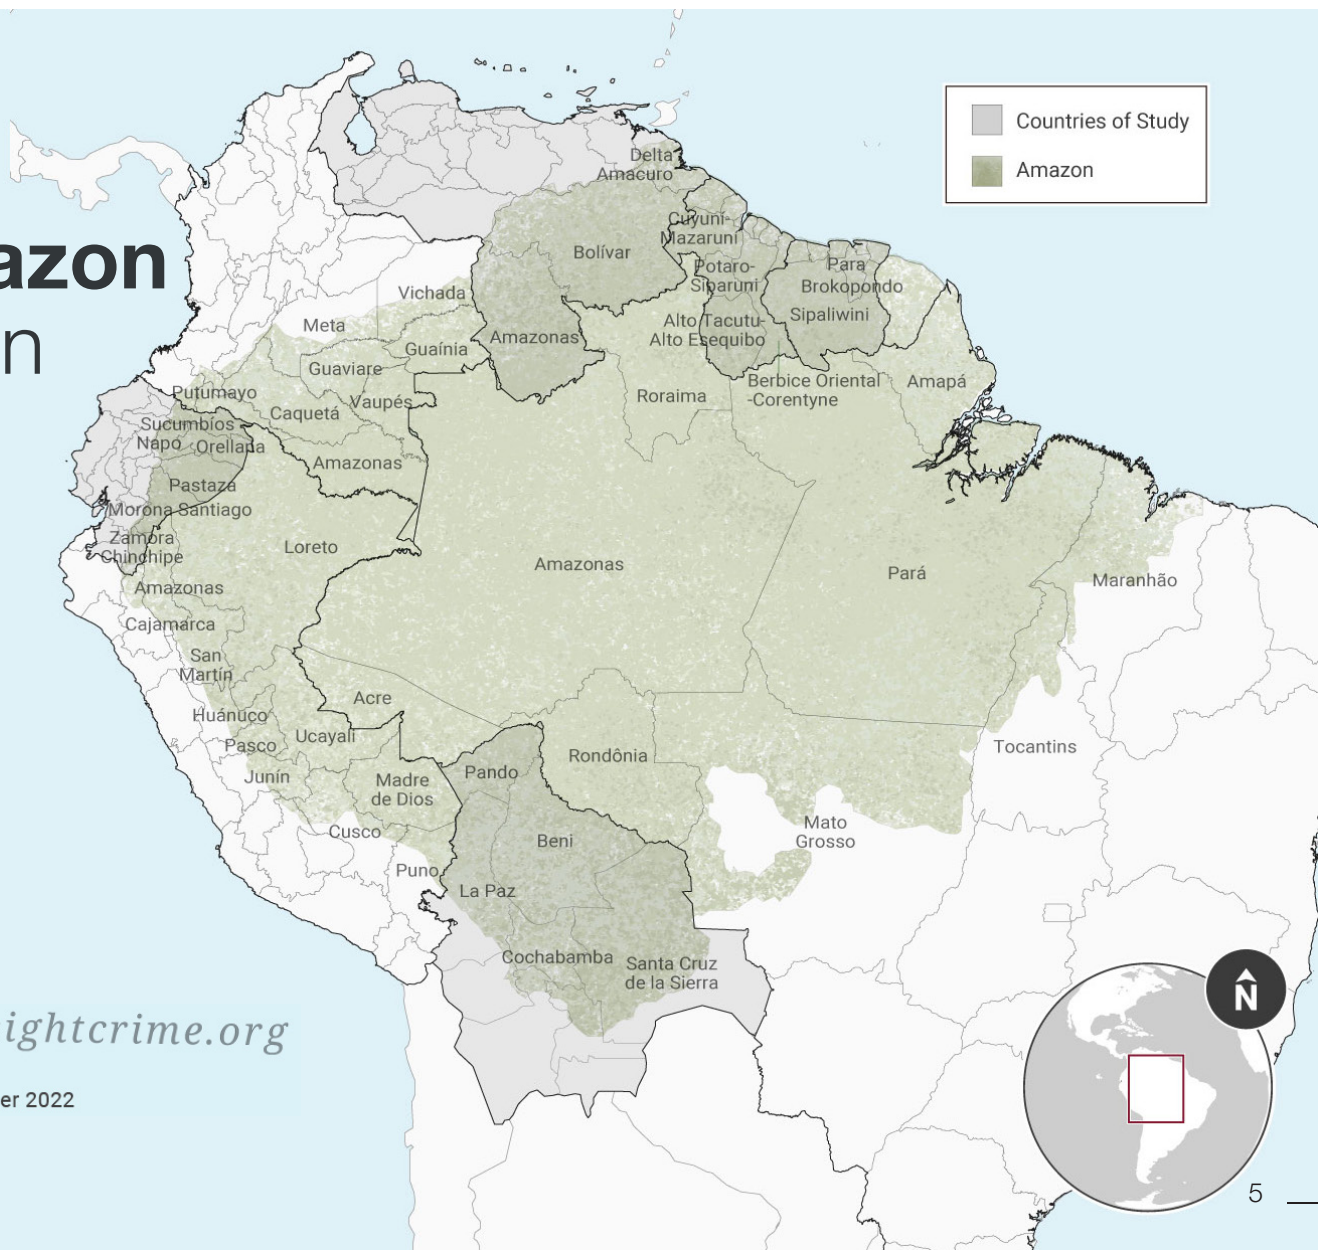 azon
n
Countries of Study
Amazon
Delta
Amacuro
Cuyuni-
Mazaruni
Bolívar
Potaro-
Siparuni
Para
Brokopondo
Vichada
Sipaliwini
Meta
Alto Tacutu-
Alto Esequibo
Amazonas
Guaínia
Guaviare
Berbice Oriental
-Corentyne
Amapá
Putumayo
Vaupés
Roraima
Caquetá
Sucumbíos
Napo
Orellana
Amazonas
Pastaza
Morona Santiago
Zamora
Chinchipe
Loreto
Amazonas
Pará
Maranhão
Amazonas
Cajamarca
San
Martín
Acre
Huánuco
Ucayali
Pasco
Tocantins
Rondônia
Junín
Pando
Madre
de Dios
Cusco
Mato
Grosso
Beni
Puno
La Paz
Cochabamba
Santa Cruz
de la Sierra
N
ightcrime.org
er 2022
5